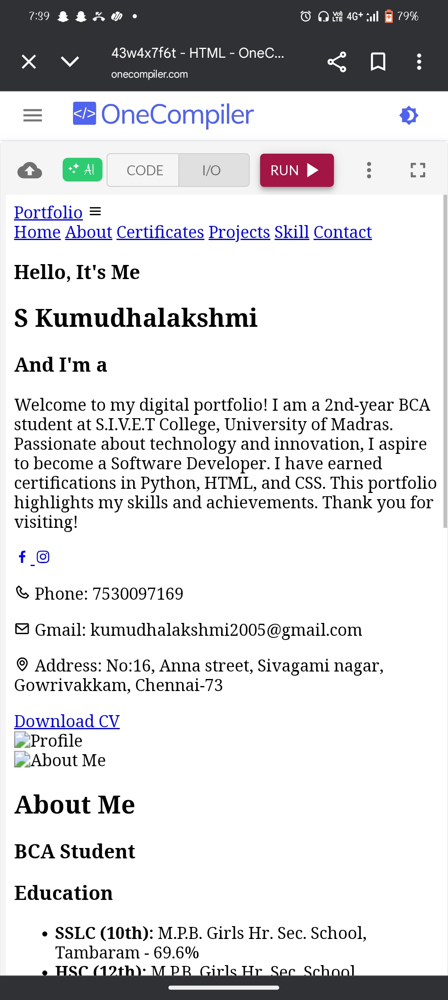 7:39
4G+ 79%
VoI) LTE
43w4x7f6t - HTML - OneC...
onecompiler.com
</> OneCompiler
AI CODE I/O RUN
Portfolio
Home About Certificates Projects Skill Contact
Hello, It's Me
S Kumudhalakshmi
And I'm a
Welcome to my digital portfolio! I am a 2nd-year BCA
student at S.I.V.E.T College, University of Madras.
Passionate about technology and innovation, I aspire
to become a Software Developer. I have earned
certifications in Python, HTML, and CSS. This portfolio
highlights my skills and achievements. Thank you for
visiting!
Phone: 7530097169
Gmail: kumudhalakshmi2005@gmail.com
Address: No:16, Anna street, Sivagami nagar,
Gowrivakkam, Chennai-73
Download CV
Profile
About Me
About Me
BCA Student
Education
• SSLC (10th): M.P.B. Girls Hr. Sec. School,
Tambaram - 69.6%
• HSC (12th): M.P.B. Girls Hr. Sec. School